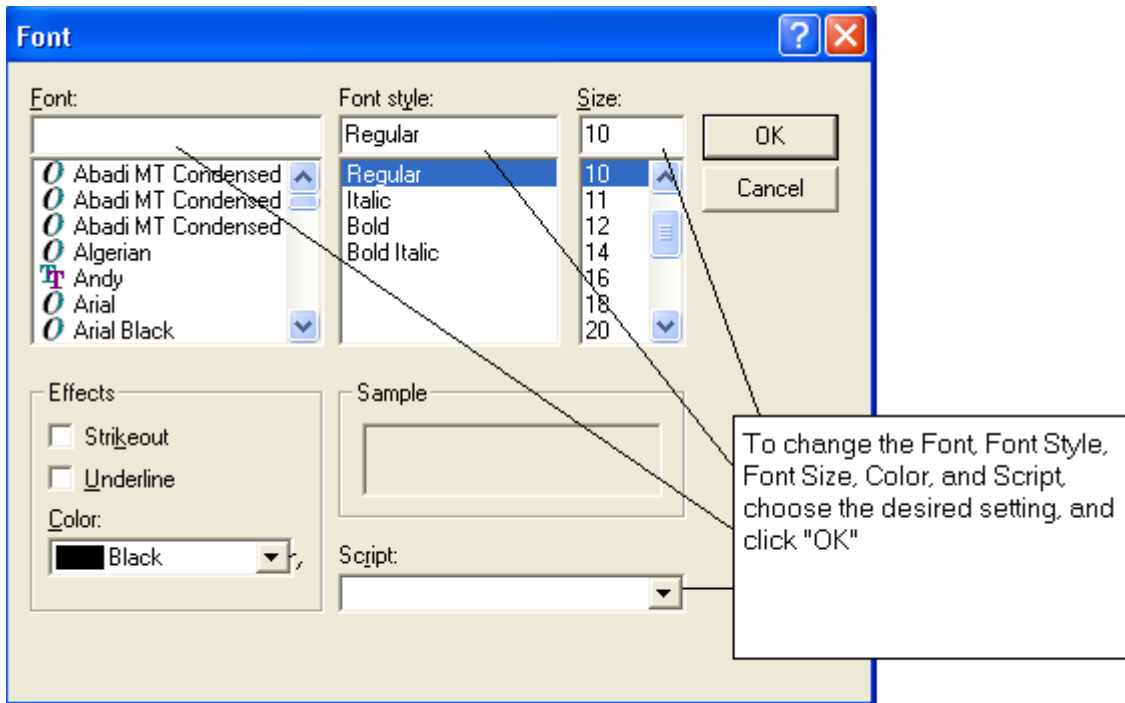 Font
Font:
Font style:
Size:
Regular
10
OK
Cancel
Abadi MT Condensed
Abadi MT Condensed
Abadi MT Condensed
Algerian
Andy
Arial
Arial Black
Regular
Italic
Bold
Bold Italic
10
11
12
14
16
18
20
Effects
Strikeout
Underline
Color:
Black
Sample
Script:
To change the Font, Font Style,
Font Size, Color, and Script,
choose the desired setting, and
click "OK"